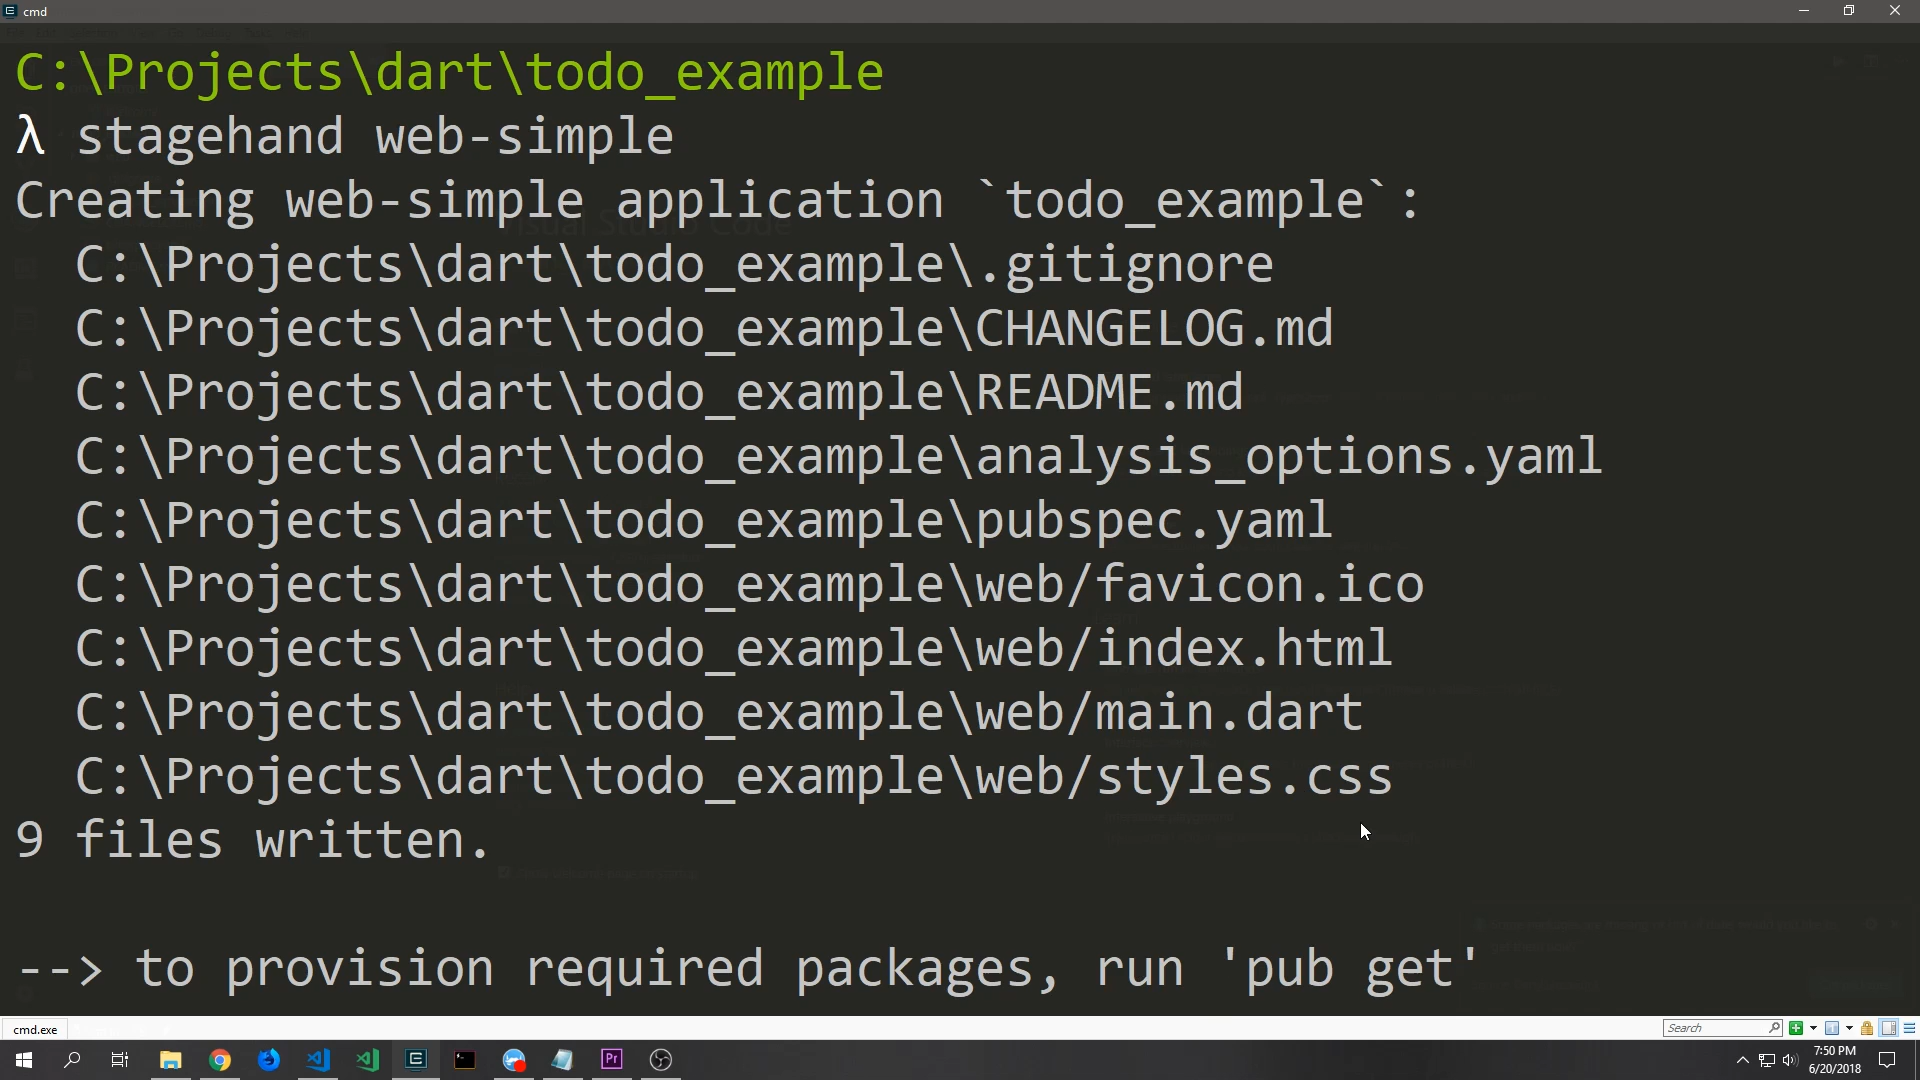 cmd
C:\Projects\dart\todo_example
λ stagehand web-simple
Creating web-simple application `todo_example`:
C:\Projects\dart\todo_example\.gitignore
C:\Projects\dart\todo_example\CHANGELOG.md
C:\Projects\dart\todo_example\README.md
C:\Projects\dart\todo_example\analysis_options.yaml
C:\Projects\dart\todo_example\pubspec.yaml
C:\Projects\dart\todo_example\web/favicon.ico
C:\Projects\dart\todo_example\web/index.html
C:\Projects\dart\todo_example\web/main.dart
C:\Projects\dart\todo_example\web/styles.css
9 files written.
--> to provision required packages, run 'pub get'
cmd.exe
Search
Pr
7:50 PM
6/20/2018
Visual Studio Code